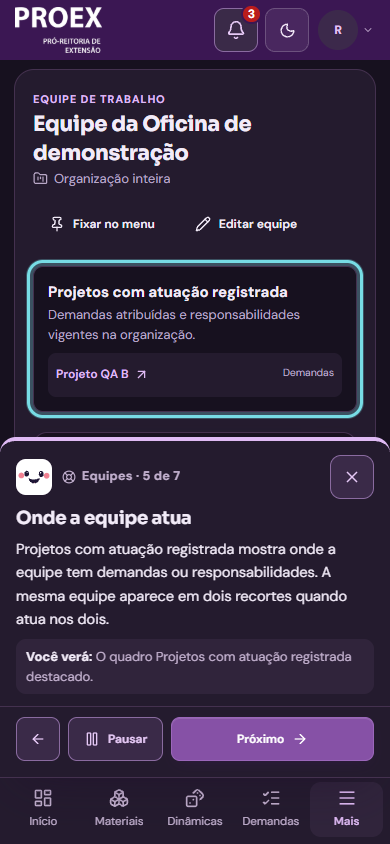 PROEX
PRÓ-REITORIA DE
EXTENSÃO
3
R
EQUIPE DE TRABALHO
Equipe da Oficina de
demonstração
Organização inteira
Fixar no menu
Editar equipe
Projetos com atuação registrada
Demandas atribuídas e responsabilidades
vigentes na organização.
Projeto QA B
Demandas
Equipes · 5 de 7
Onde a equipe atua
Projetos com atuação registrada mostra onde a
equipe tem demandas ou responsabilidades. A
mesma equipe aparece em dois recortes quando
atua nos dois.
Você verá: O quadro Projetos com atuação registrada
destacado.
Pausar
Próximo
Início
Materiais
Dinâmicas
Demandas
Mais